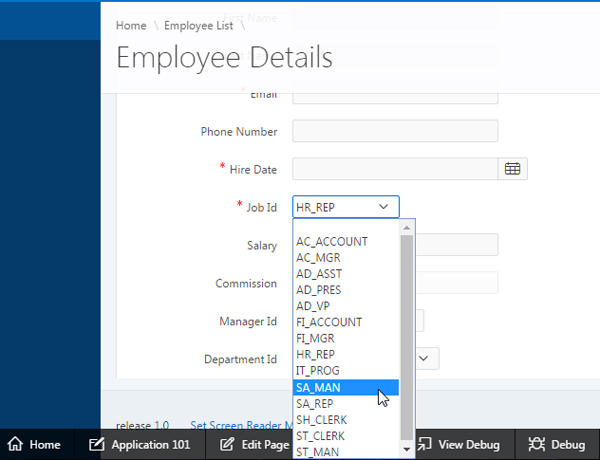 First Name
Home \ Employee List \
Employee Details
* Email
Phone Number
* Hire Date
* Job Id HR_REP
AC_ACCOUNT
AC_MGR
AD_ASST
AD_PRES
AD_VP
FI_ACCOUNT
FI_MGR
HR_REP
IT_PROG
SA_MAN
SA_REP
SH_CLERK
ST_CLERK
ST_MAN
Salary
Commission
Manager Id
Department Id
release 1.0 Set Screen Reader M
Home Application 101 Edit Page View Debug Debug